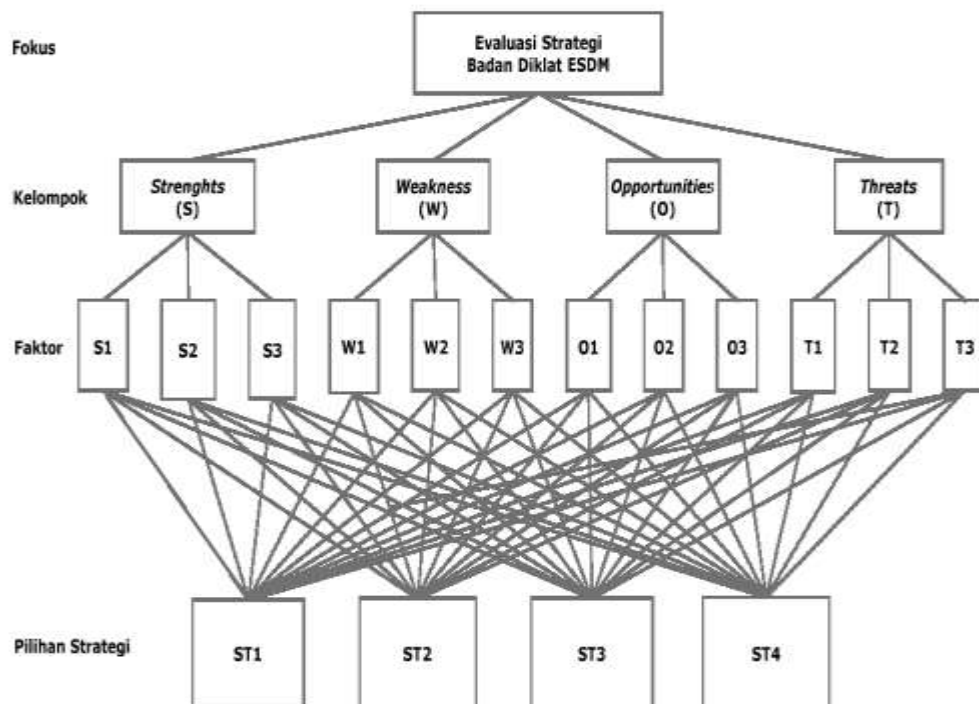 Fokus
Evaluasi Strategi
Badan Diklat ESDM
Kelompok
Strenghts
(S)
Weakness
(W)
Opportunities
(O)
Threats
(T)
Faktor
S1
S2
S3
W1
W2
W3
O1
O2
O3
T1
T2
T3
Pilihan Strategi
ST1
ST2
ST3
ST4